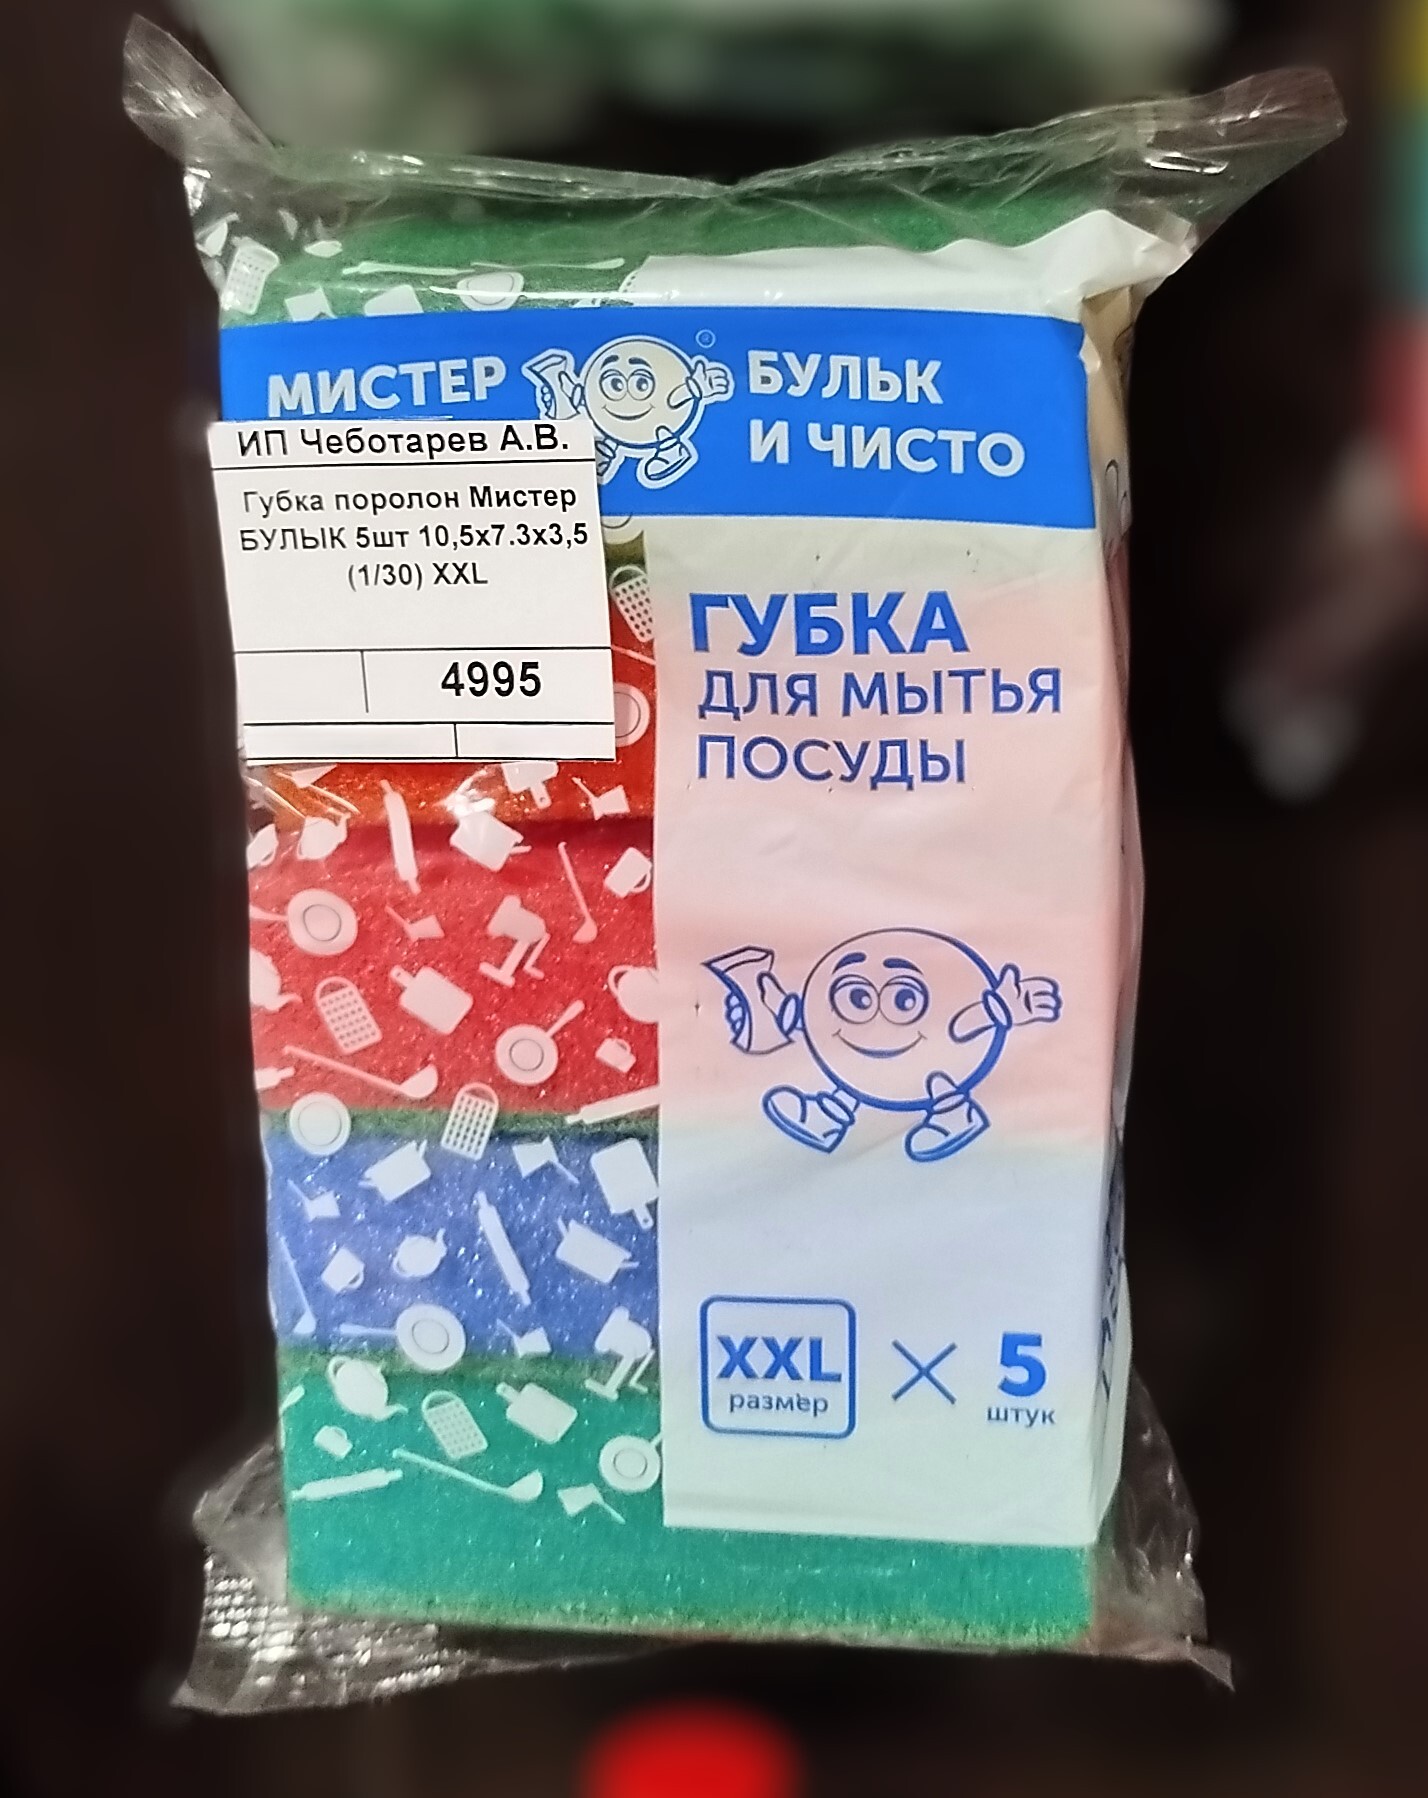 МИСТЕР
БУЛЬК
И ЧИСТО
ИП Чеботарев А.В.
Губка поролон Мистер
БУЛЫК 5шт 10,5х7.3х3,5
(1/30) XXL
4995
ГУБКА
ДЛЯ МЫТЬЯ
ПОСУДЫ
XXL
размер
× 5
штук